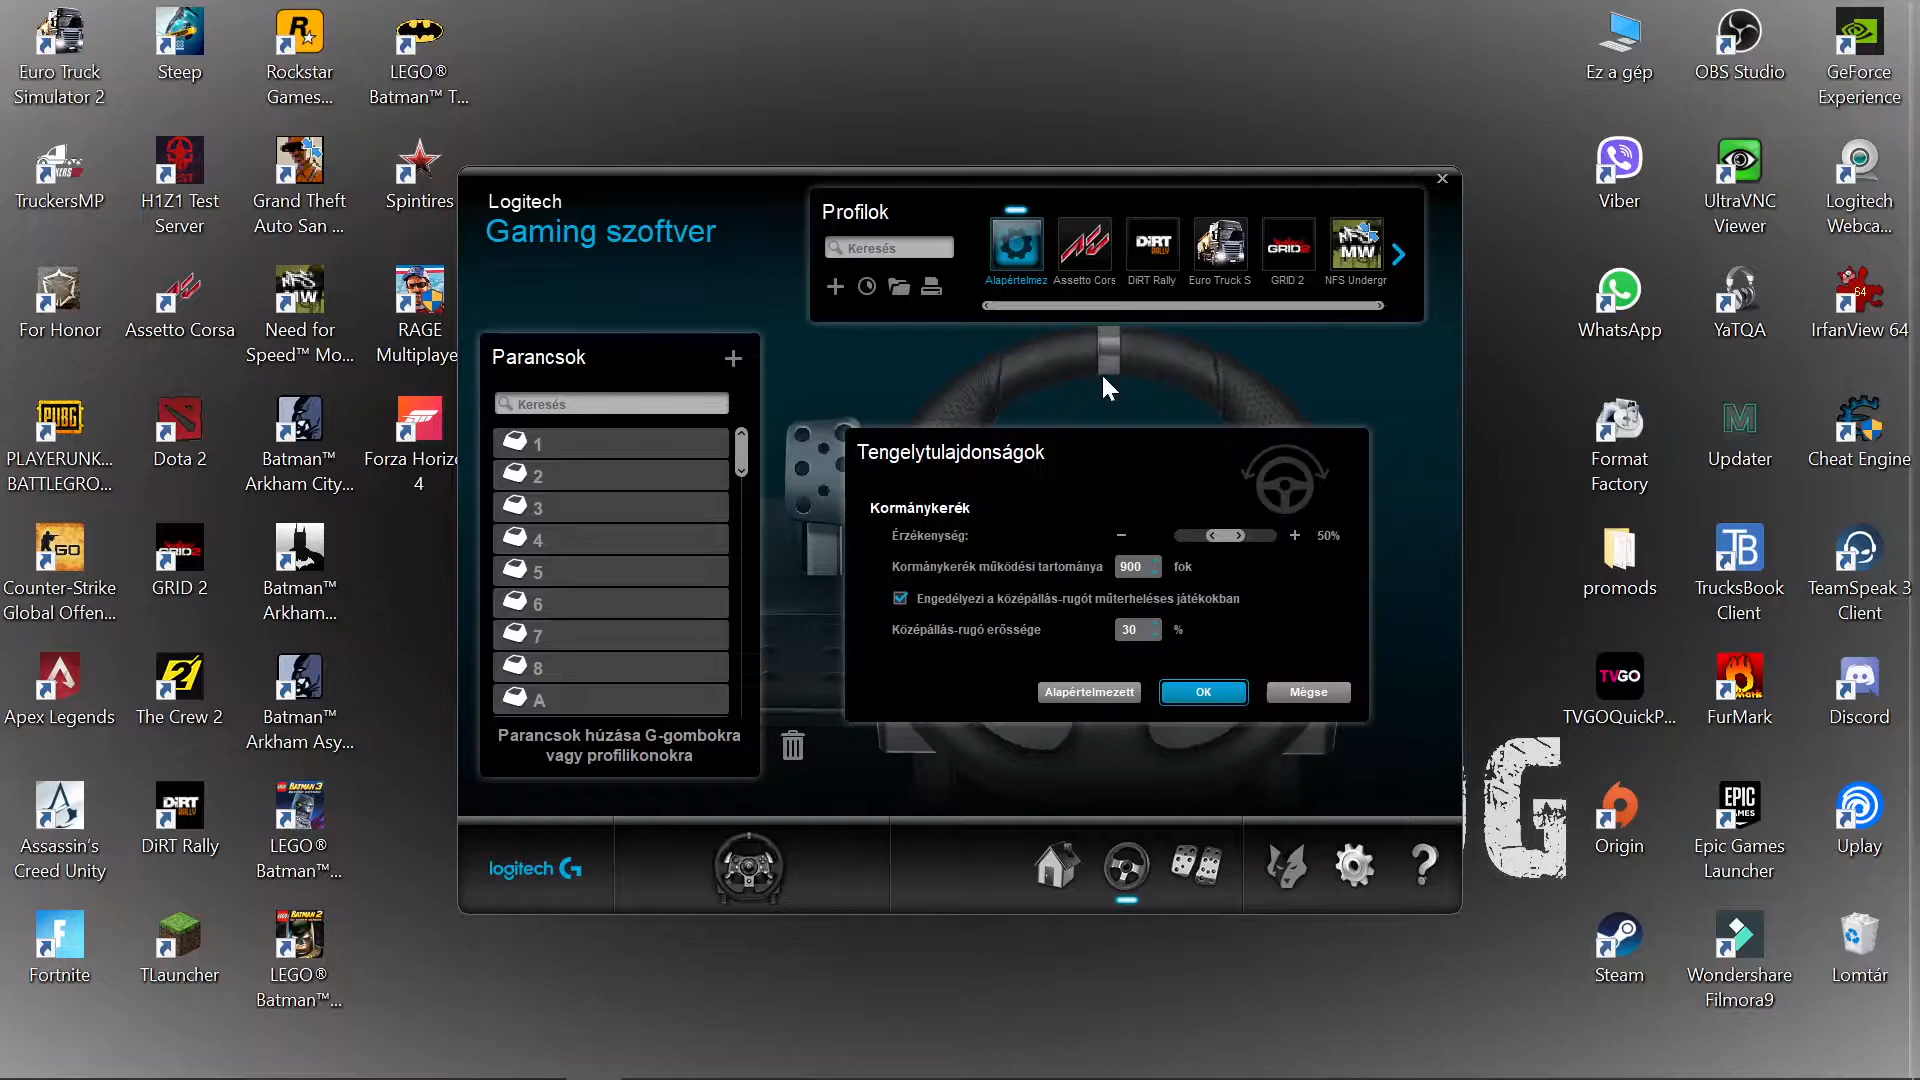 Euro Truck
Simulator 2
Steep
Rockstar
Games...
LEGO®
Batman™ T...
TruckersMP
H1Z1 Test
Server
Grand Theft
Auto San ...
Spintires
For Honor
Assetto Corsa
Need for
Speed™ Mo...
RAGE
Multiplaye
PLAYERUNK...
BATTLEGRO...
Dota 2
Batman™
Arkham City...
Forza Horizo
4
Counter-Strike
Global Offen...
GRID 2
Batman™
Arkham...
Apex Legends
The Crew 2
Batman™
Arkham Asy...
Assassin's
Creed Unity
DiRT Rally
LEGO®
Batman™...
Fortnite
TLauncher
LEGO®
Batman™...
Logitech
Gaming szoftver
Profilok
Keresés
Alapértelmez
Assetto Cors
DiRT Rally
Euro Truck S
GRID 2
NFS Undergr
Parancsok
Keresés
1
2
3
4
5
6
7
8
A
Parancsok húzása G-gombokra
vagy profilikonokra
Tengelytulajdonságok
Kormánykerék
Érzékenység:
50%
Kormánykerék működési tartománya 900 fok
Engedélyezi a középállás-rugót műterheléses játékokban
Középállás-rugó erőssége 30 %
Alapértelmezett
OK
Mégse
logitech G
G
Ez a gép
OBS Studio
GeForce
Experience
Viber
UltraVNC
Viewer
Logitech
Webca...
WhatsApp
YaTQA
IrfanView 64
Format
Factory
Updater
Cheat Engine
promods
TrucksBook
Client
TeamSpeak 3
Client
TVGOQuickP...
FurMark
Discord
Origin
Epic Games
Launcher
Uplay
Steam
Wondershare
Filmora9
Lomtár